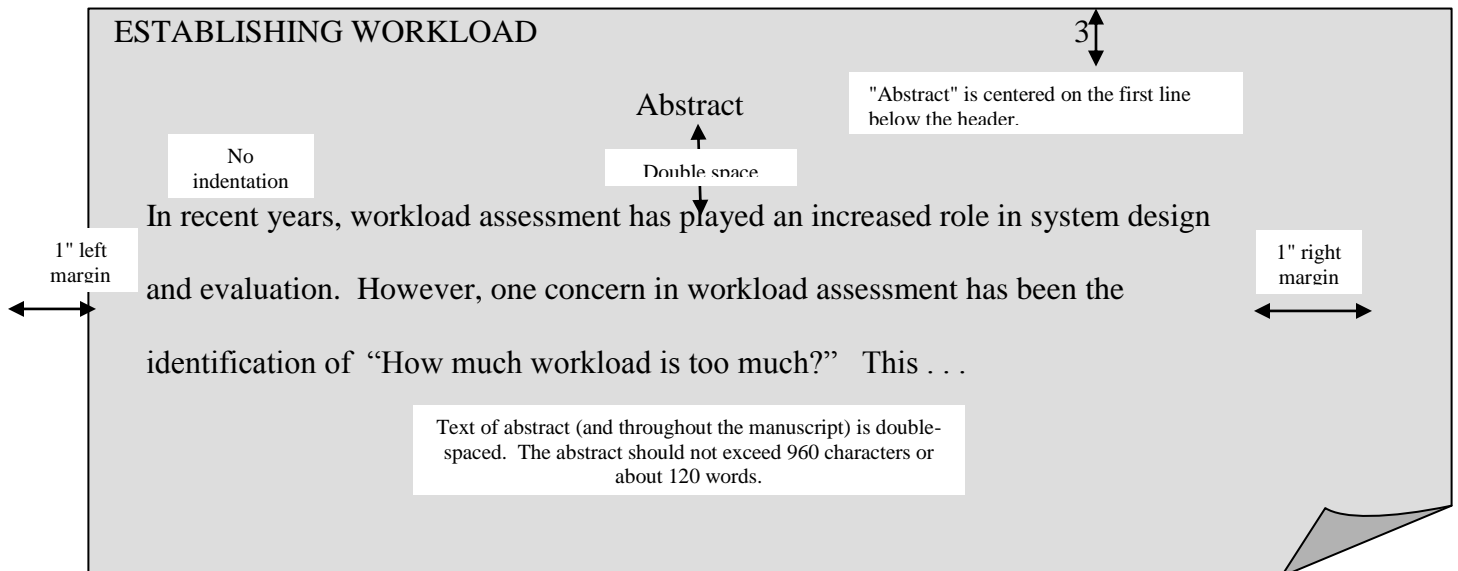 ESTABLISHING WORKLOAD 3
"Abstract" is centered on the first line
below the header.
Abstract
No
indentation
Double space
In recent years, workload assessment has played an increased role in system design
1" left
margin
1" right
margin
and evaluation.  However, one concern in workload assessment has been the
identification of  “How much workload is too much?”   This . . .
Text of abstract (and throughout the manuscript) is double-
spaced.  The abstract should not exceed 960 characters or
about 120 words.